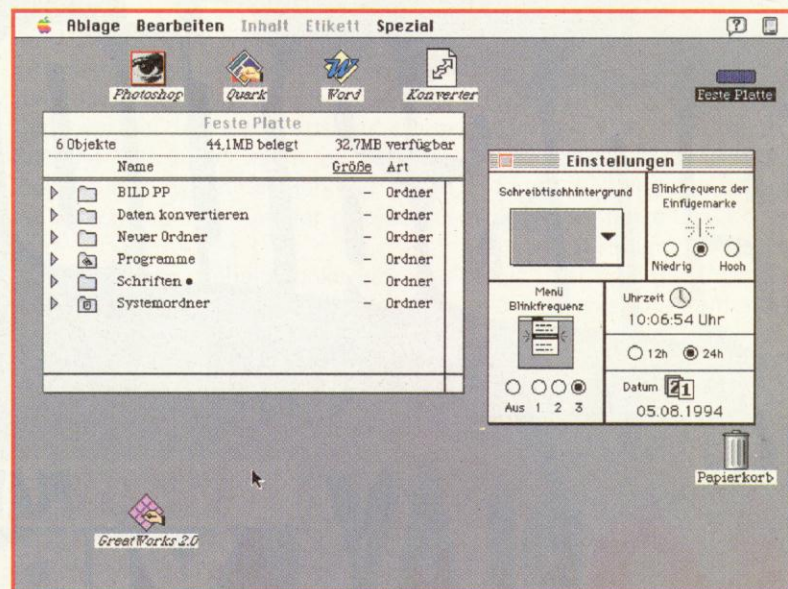 Ablage Bearbeiten Inhalt Etikett Spezial
Photoshop Quark Word Konverter
Feste Platte
Feste Platte
6 Objekte 44,1MB belegt 32,7MB verfügbar
Name Größe Art
BILD PP – Ordner
Daten konvertieren – Ordner
Neuer Ordner – Ordner
Programme – Ordner
Schriften • – Ordner
Systemordner – Ordner
Einstellungen
Schreibtischhintergrund
Blinkfrequenz der
Einfügemarke
Niedrig Hoch
Menü
Blinkfrequenz
Aus 1 2 3
Uhrzeit
10:06:54 Uhr
12h 24h
Datum 21
05.08.1994
Papierkorb
GreatWorks 2.0